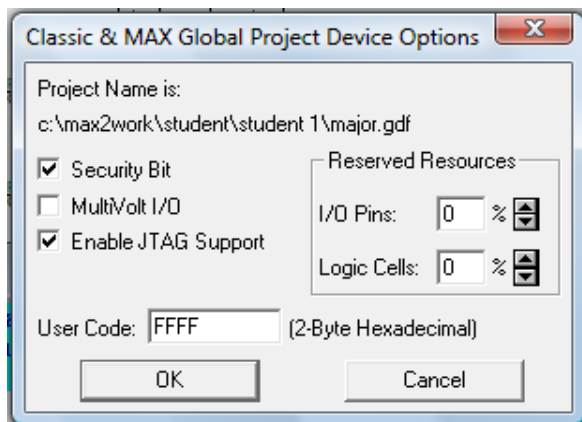 Classic & MAX Global Project Device Options
Project Name is:
c:\max2work\student\student 1\major.gdf
Security Bit
MultiVolt I/O
Enable JTAG Support
Reserved Resources
I/O Pins: 0 %
Logic Cells: 0 %
User Code: FFFF (2-Byte Hexadecimal)
OK Cancel